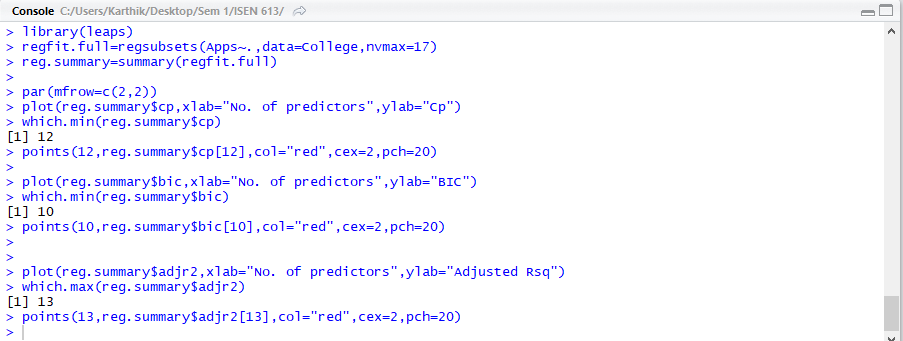 Console C:/Users/Karthik/Desktop/Sem 1/ISEN 613/
> library(leaps)
> regfit.full=regsubsets(Apps~.,data=College,nvmax=17)
> reg.summary=summary(regfit.full)
>
> par(mfrow=c(2,2))
> plot(reg.summary$cp,xlab="No. of predictors",ylab="Cp")
> which.min(reg.summary$cp)
[1] 12
> points(12,reg.summary$cp[12],col="red",cex=2,pch=20)
>
> plot(reg.summary$bic,xlab="No. of predictors",ylab="BIC")
> which.min(reg.summary$bic)
[1] 10
> points(10,reg.summary$bic[10],col="red",cex=2,pch=20)
>
>
> plot(reg.summary$adjr2,xlab="No. of predictors",ylab="Adjusted Rsq")
> which.max(reg.summary$adjr2)
[1] 13
> points(13,reg.summary$adjr2[13],col="red",cex=2,pch=20)
>